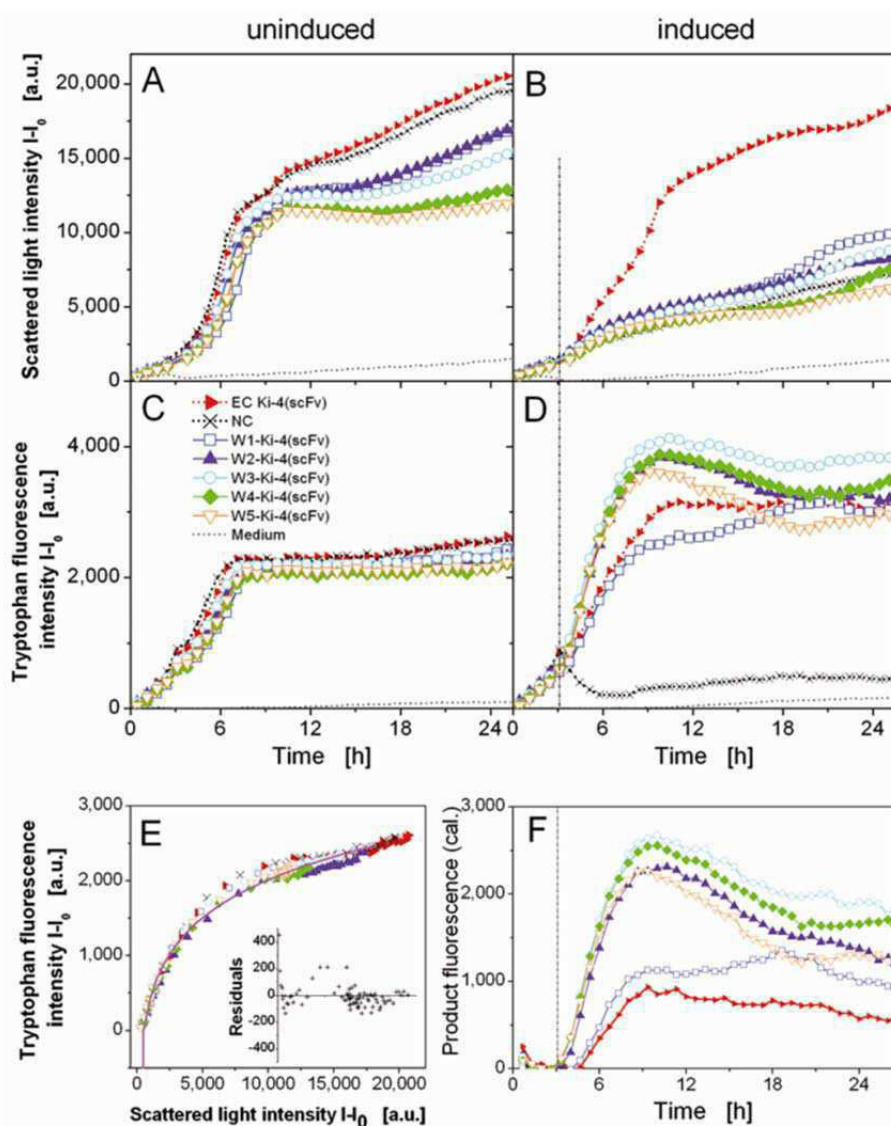 uninduced
induced
A
B
Scattered light intensity I-I0 [a.u.]
20,000
15,000
10,000
5,000
0
C
D
EC Ki-4(scFv)
NC
W1-Ki-4(scFv)
W2-Ki-4(scFv)
W3-Ki-4(scFv)
W4-Ki-4(scFv)
W5-Ki-4(scFv)
Medium
Tryptophan fluorescence
intensity I-I0 [a.u.]
4,000
2,000
0
0 6 12 18 24
0 6 12 18 24
Time [h]
Time [h]
E
Tryptophan fluorescence
intensity I-I0 [a.u.]
3,000
2,000
1,000
0
Residuals
400
200
0
-200
-400
0 5,000 10,000 15,000 20,000
Scattered light intensity I-I0 [a.u.]
F
Product fluorescence (cal.)
3,000
2,000
1,000
0
0 6 12 18 24
Time [h]